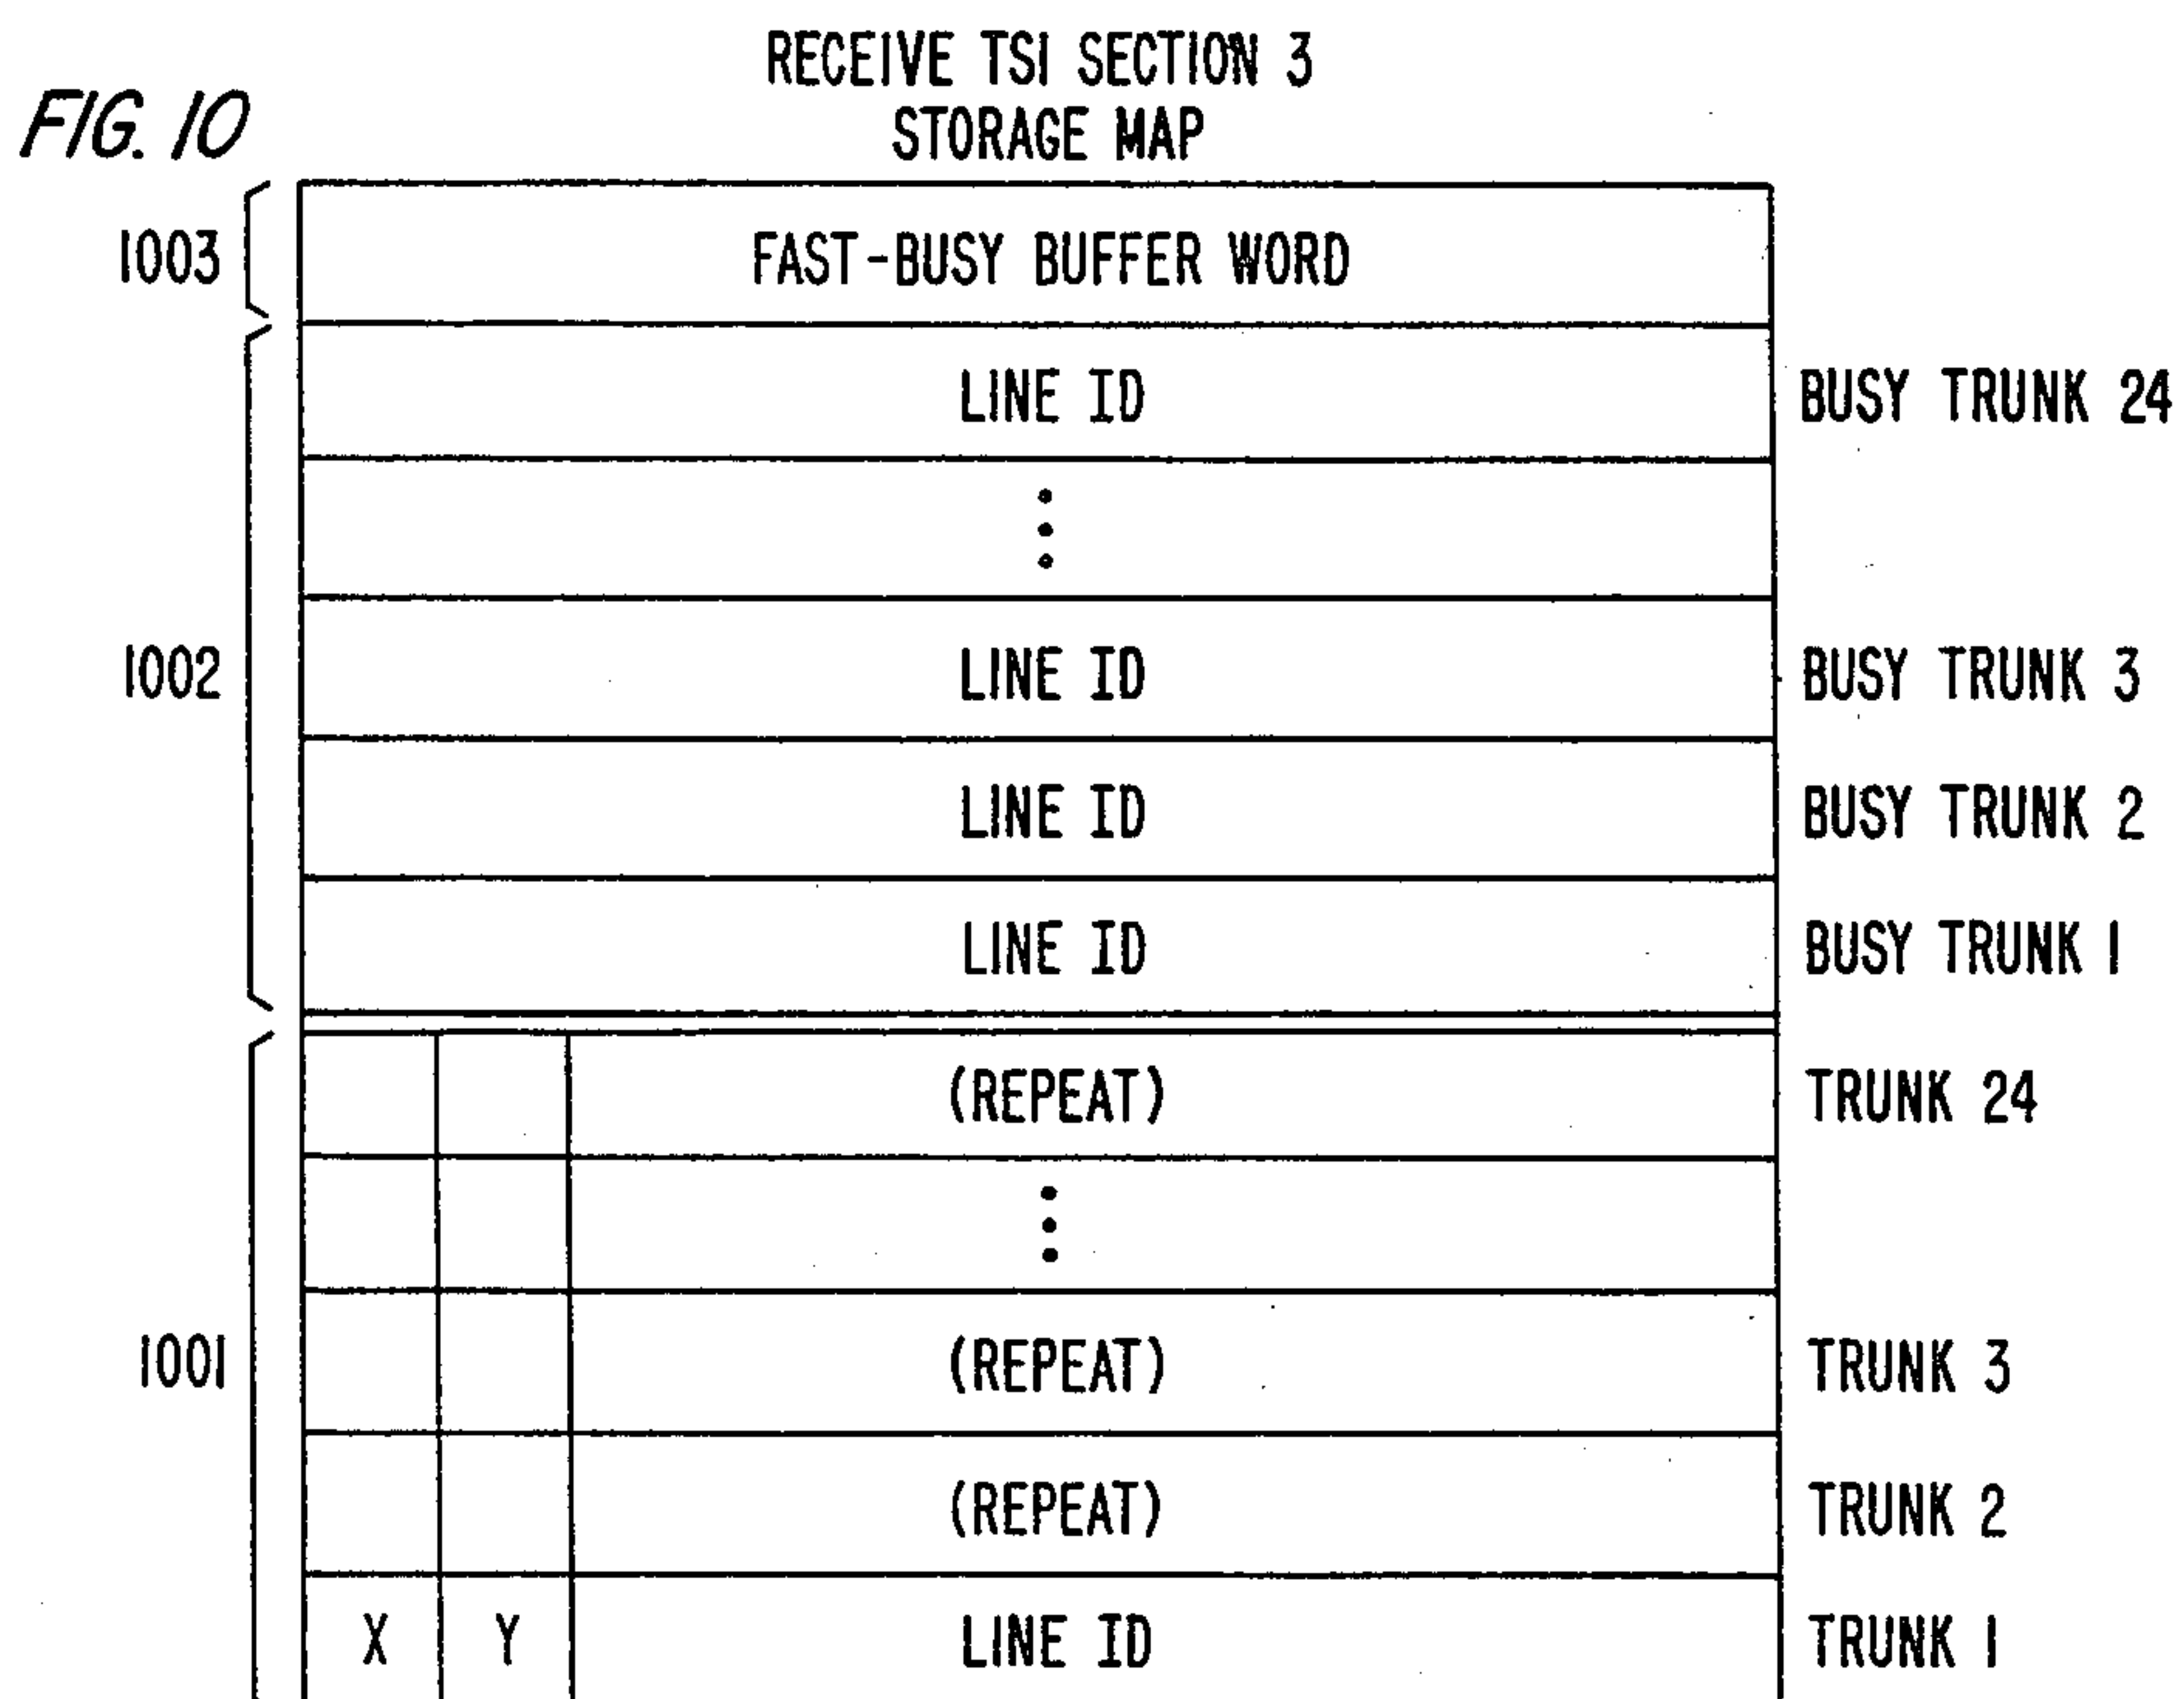 RECEIVE TSI SECTION 3
STORAGE MAP
FIG. 10
1003
FAST-BUSY BUFFER WORD
LINE ID BUSY TRUNK 24
1002
LINE ID BUSY TRUNK 3
LINE ID BUSY TRUNK 2
LINE ID BUSY TRUNK 1
(REPEAT) TRUNK 24
1001
(REPEAT) TRUNK 3
(REPEAT) TRUNK 2
X Y LINE ID TRUNK 1